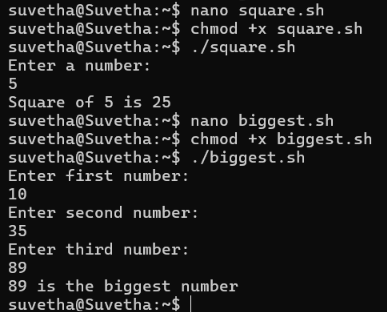 suvetha@Suvetha:~$ nano square.sh
suvetha@Suvetha:~$ chmod +x square.sh
suvetha@Suvetha:~$ ./square.sh
Enter a number:
5
Square of 5 is 25
suvetha@Suvetha:~$ nano biggest.sh
suvetha@Suvetha:~$ chmod +x biggest.sh
suvetha@Suvetha:~$ ./biggest.sh
Enter first number:
10
Enter second number:
35
Enter third number:
89
89 is the biggest number
suvetha@Suvetha:~$